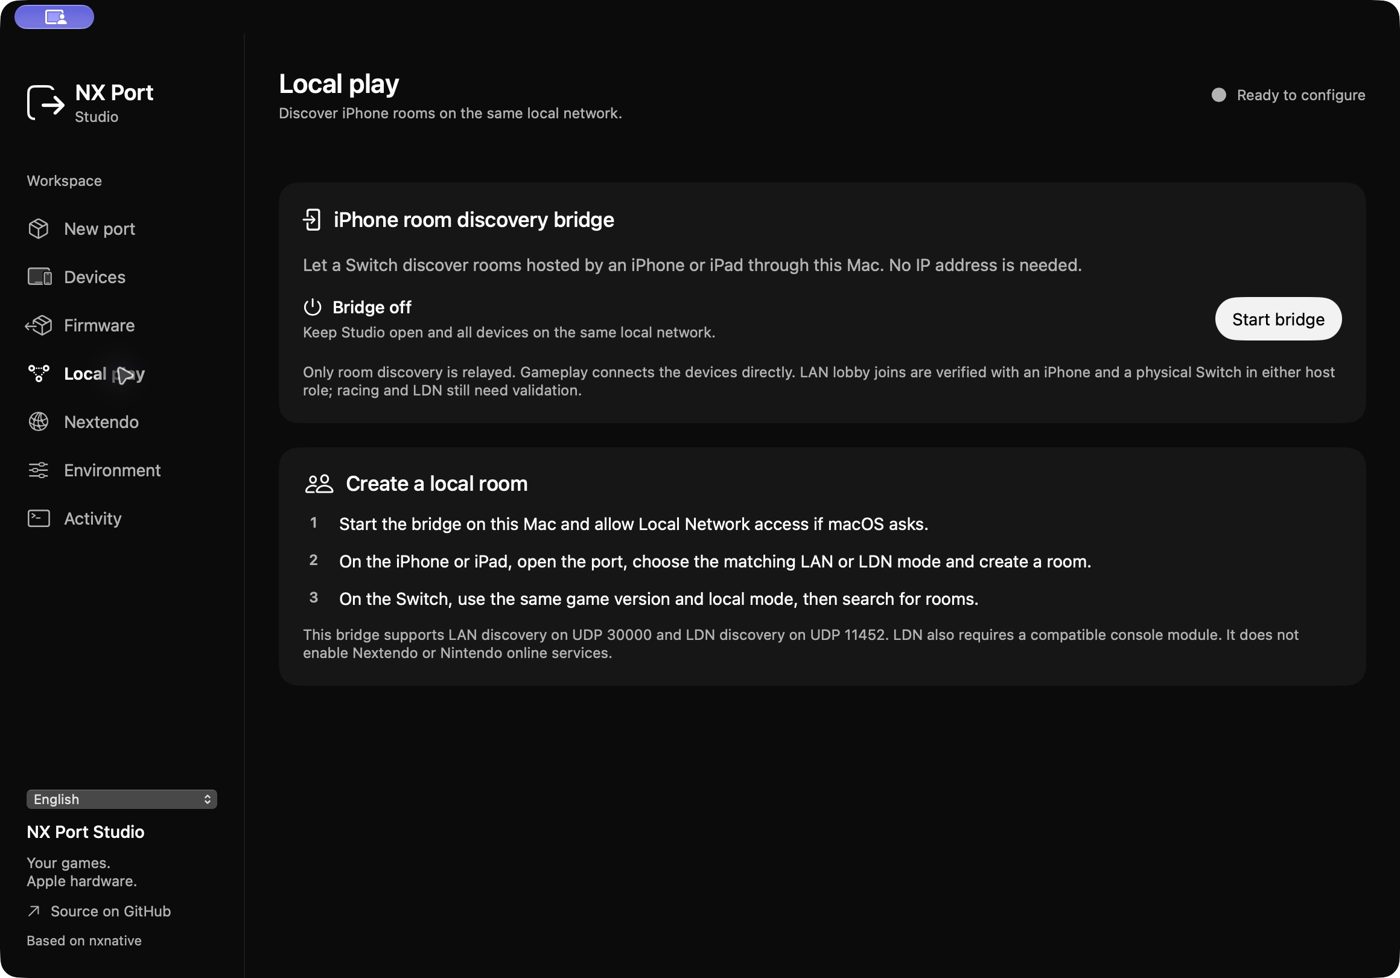 NX Port
Studio
Workspace
New port
Devices
Firmware
Local play
Nextendo
Environment
Activity
English
NX Port Studio
Your games.
Apple hardware.
Source on GitHub
Based on nxnative
Local play
Discover iPhone rooms on the same local network.
Ready to configure
iPhone room discovery bridge
Let a Switch discover rooms hosted by an iPhone or iPad through this Mac. No IP address is needed.
Bridge off
Keep Studio open and all devices on the same local network.
Start bridge
Only room discovery is relayed. Gameplay connects the devices directly. LAN lobby joins are verified with an iPhone and a physical Switch in either host
role; racing and LDN still need validation.
Create a local room
1 Start the bridge on this Mac and allow Local Network access if macOS asks.
2 On the iPhone or iPad, open the port, choose the matching LAN or LDN mode and create a room.
3 On the Switch, use the same game version and local mode, then search for rooms.
This bridge supports LAN discovery on UDP 30000 and LDN discovery on UDP 11452. LDN also requires a compatible console module. It does not
enable Nextendo or Nintendo online services.